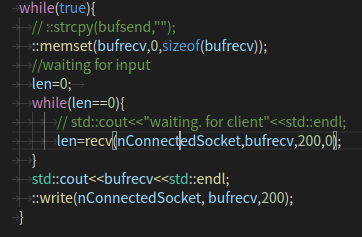 while(true){
// ::strcpy(bufsend,"");
::memset(bufrecv,0,sizeof(bufrecv));
//waiting for input
len=0;
while(len==0){
// std::cout<<"waiting. for client"<<std::endl;
len=recv(nConnectedSocket,bufrecv,200,0);
}
std::cout<<bufrecv<<std::endl;
::write(nConnectedSocket, bufrecv,200);
}